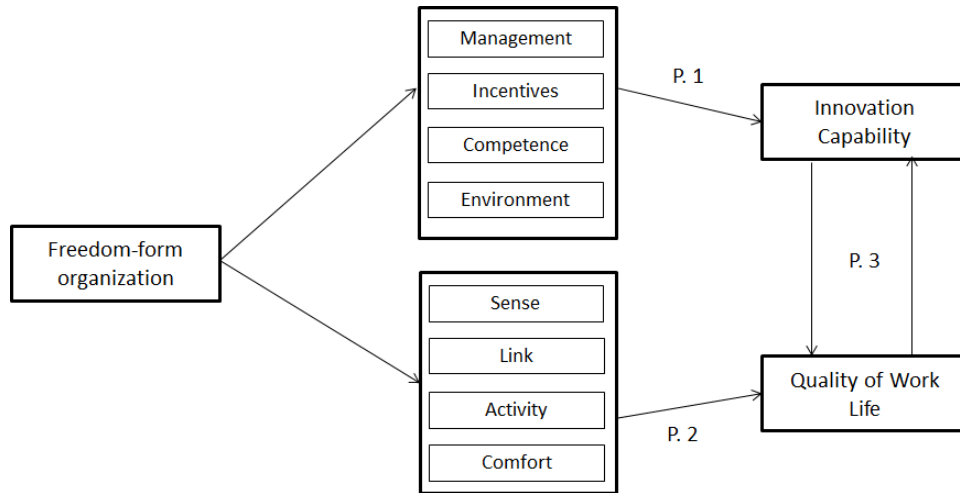 Management
Incentives
Competence
Environment
P. 1
Innovation
Capability
Freedom-form
organization
P. 3
Sense
Link
Activity
Comfort
P. 2
Quality of Work
Life